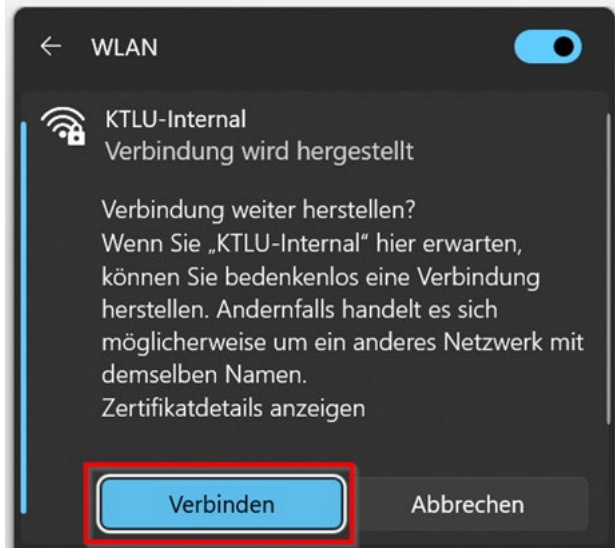 WLAN
KTLU-Internal
Verbindung wird hergestellt
Verbindung weiter herstellen?
Wenn Sie „KTLU-Internal“ hier erwarten,
können Sie bedenkenlos eine Verbindung
herstellen. Andernfalls handelt es sich
möglicherweise um ein anderes Netzwerk mit
demselben Namen.
Zertifikatdetails anzeigen
Verbinden Abbrechen